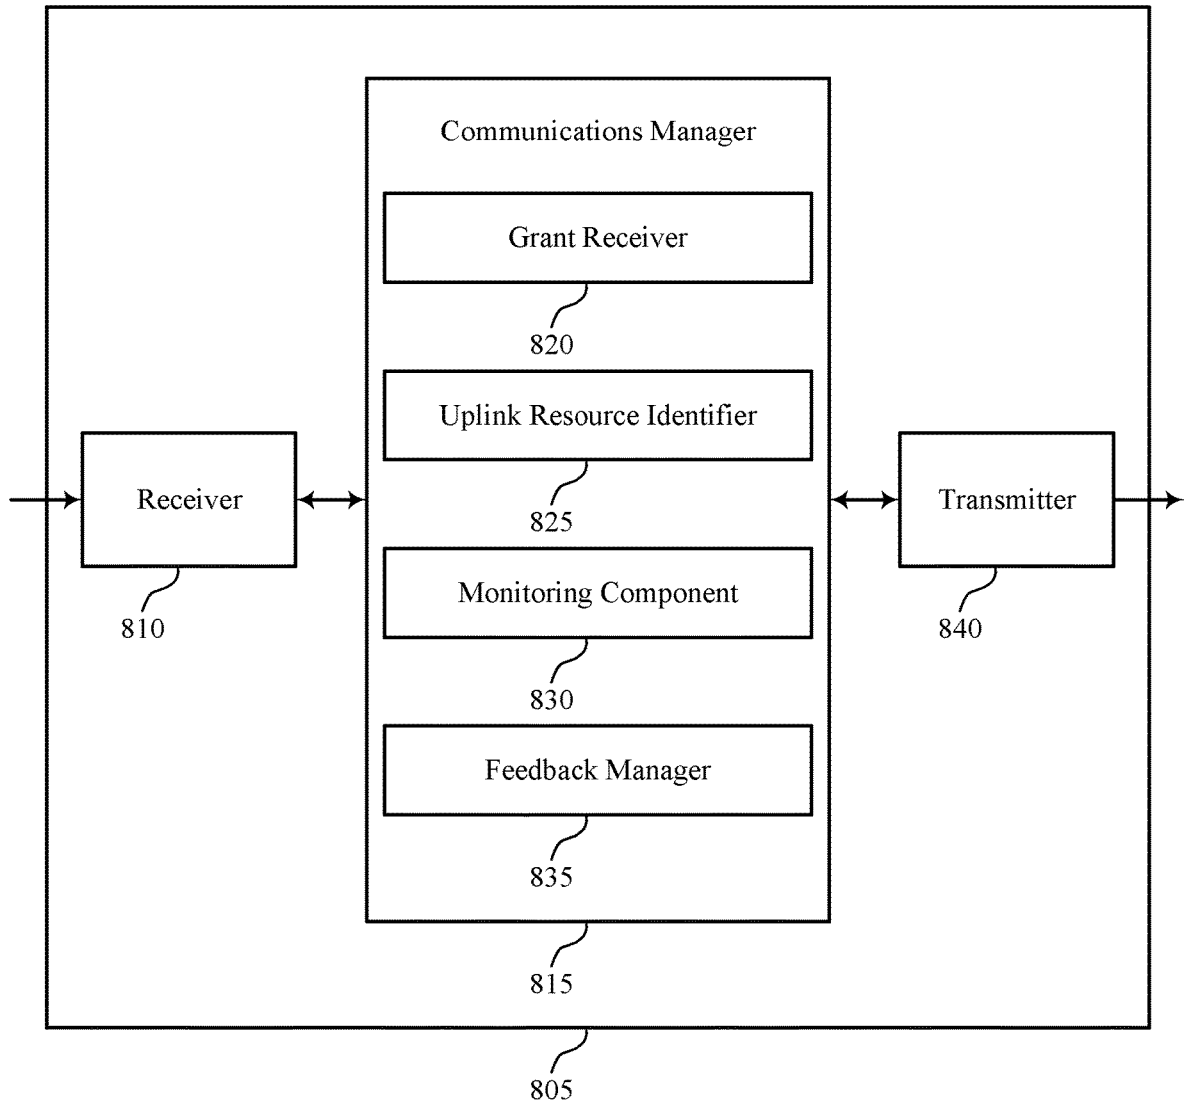 Communications Manager
Grant Receiver
820
Uplink Resource Identifier
825
Receiver
810
Monitoring Component
830
Transmitter
840
Feedback Manager
835
815
805